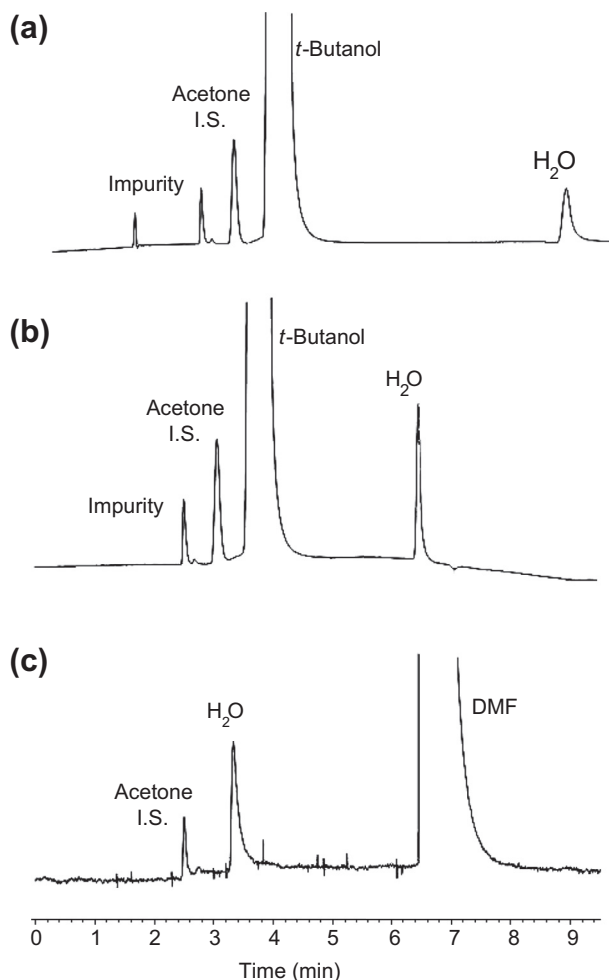 (a)
t-Butanol
Acetone
I.S.
Impurity
H₂O
(b)
t-Butanol
H₂O
Acetone
I.S.
Impurity
(c)
H₂O
DMF
Acetone
I.S.
0 1 2 3 4 5 6 7 8 9
Time (min)